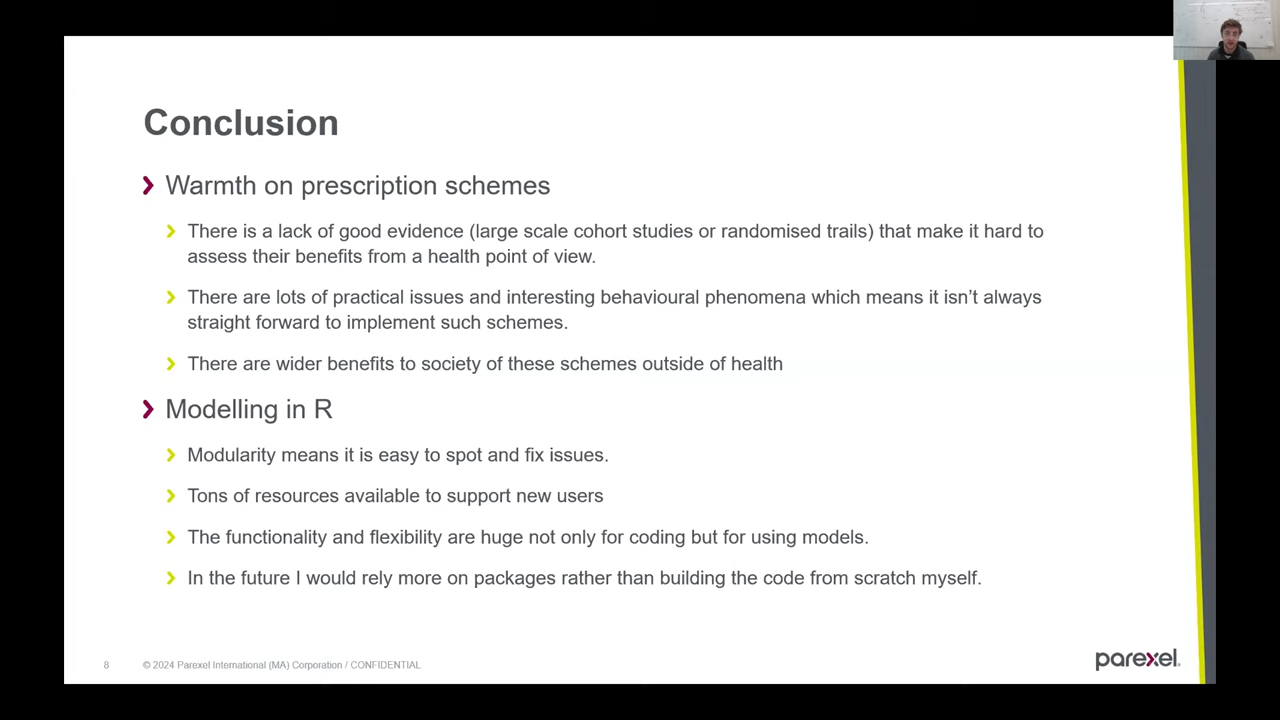 Conclusion
Warmth on prescription schemes
There is a lack of good evidence (large scale cohort studies or randomised trails) that make it hard to
assess their benefits from a health point of view.
There are lots of practical issues and interesting behavioural phenomena which means it isn't always
straight forward to implement such schemes.
There are wider benefits to society of these schemes outside of health
Modelling in R
Modularity means it is easy to spot and fix issues.
Tons of resources available to support new users
The functionality and flexibility are huge not only for coding but for using models.
In the future I would rely more on packages rather than building the code from scratch myself.
8 © 2024 Parexel International (MA) Corporation / CONFIDENTIAL
parexel.